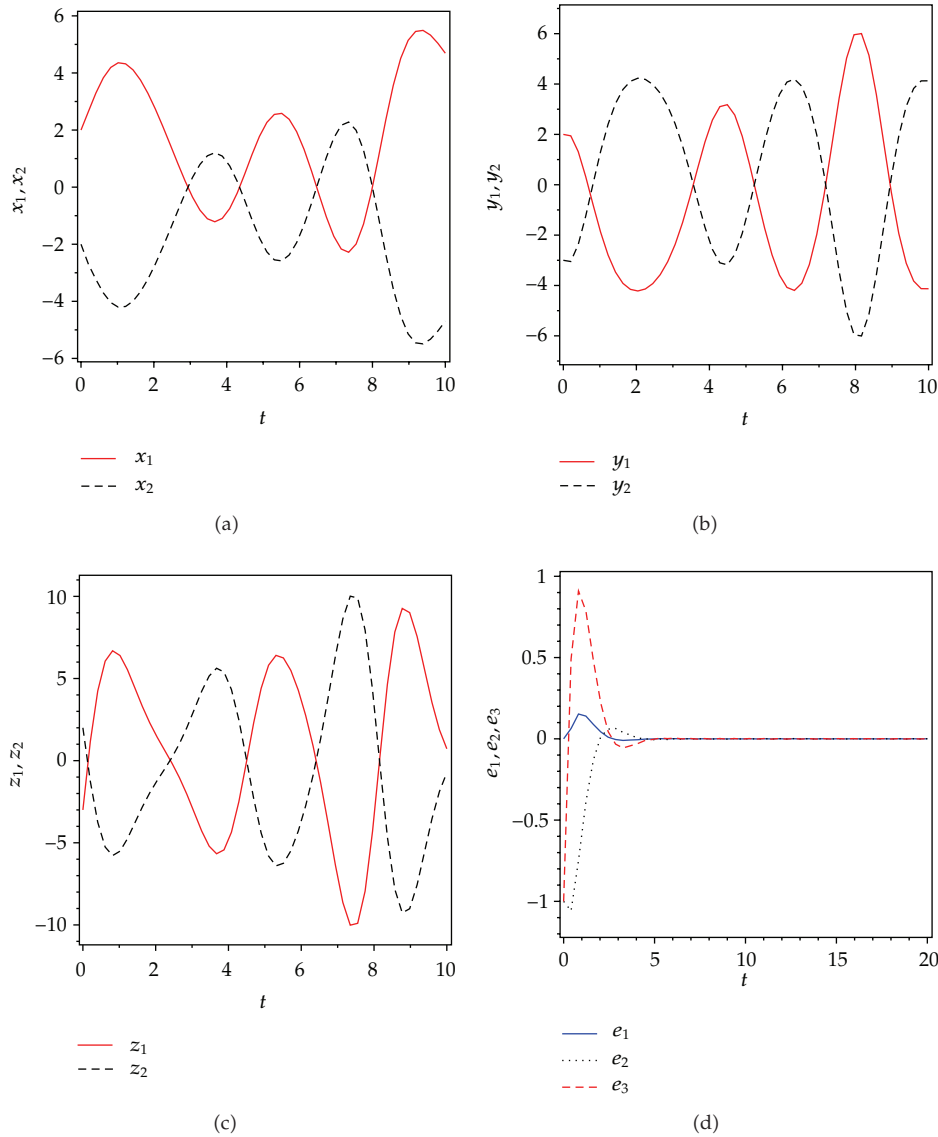 6
4
2
0
−2
−4
−6
x1, x2
0 2 4 6 8 10
t
x1
x2
(a)
6
4
2
0
−2
−4
−6
y1, y2
0 2 4 6 8 10
t
y1
y2
(b)
10
5
0
−5
−10
z1, z2
0 2 4 6 8 10
t
z1
z2
(c)
1
0.5
0
−0.5
−1
e1, e2, e3
0 5 10 15 20
t
e1
e2
e3
(d)